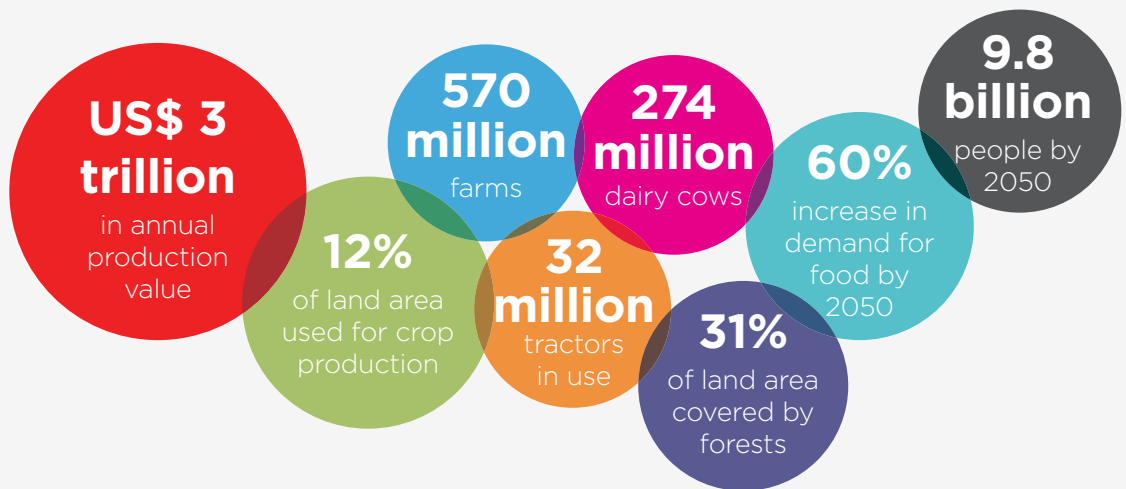 US$ 3
trillion
in annual
production
value
12%
of land area
used for crop
production
570
million
farms
32
million
tractors
in use
274
million
dairy cows
31%
of land area
covered by
forests
60%
increase in
demand for
food by
2050
9.8
billion
people by
2050